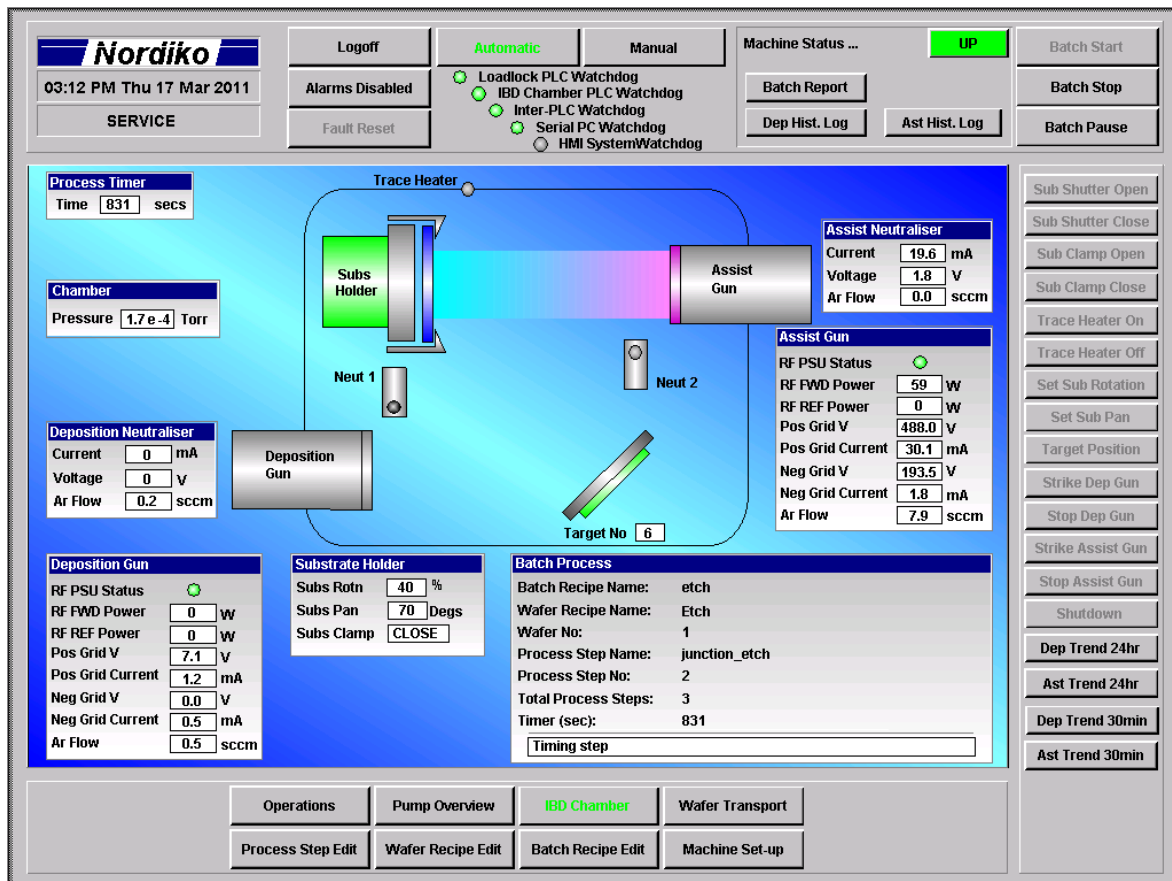 Nordiko
03:12 PM Thu 17 Mar 2011
SERVICE
Logoff
Alarms Disabled
Fault Reset
Automatic
Manual
Loadlock PLC Watchdog
IBD Chamber PLC Watchdog
Inter-PLC Watchdog
Serial PC Watchdog
HMI SystemWatchdog
Machine Status ...
UP
Batch Report
Dep Hist. Log
Ast Hist. Log
Batch Start
Batch Stop
Batch Pause
Process Timer
Time 831 secs
Chamber
Pressure 1.7 e -4 Torr
Trace Heater
Subs
Holder
Assist
Gun
Neut 1
Neut 2
Deposition
Gun
Target No 6
Assist Neutraliser
Current 19.6 mA
Voltage 1.8 V
Ar Flow 0.0 sccm
Assist Gun
RF PSU Status
RF FWD Power 59 W
RF REF Power 0 W
Pos Grid V 488.0 V
Pos Grid Current 30.1 mA
Neg Grid V 193.5 V
Neg Grid Current 1.8 mA
Ar Flow 7.9 sccm
Deposition Neutraliser
Current 0 mA
Voltage 0 V
Ar Flow 0.2 sccm
Deposition Gun
RF PSU Status
RF FWD Power 0 W
RF REF Power 0 W
Pos Grid V 7.1 V
Pos Grid Current 1.2 mA
Neg Grid V 0.0 V
Neg Grid Current 0.5 mA
Ar Flow 0.5 sccm
Substrate Holder
Subs Rotn 40 %
Subs Pan 70 Degs
Subs Clamp CLOSE
Batch Process
Batch Recipe Name: etch
Wafer Recipe Name: Etch
Wafer No: 1
Process Step Name: junction_etch
Process Step No: 2
Total Process Steps: 3
Timer (sec): 831
Timing step
Sub Shutter Open
Sub Shutter Close
Sub Clamp Open
Sub Clamp Close
Trace Heater On
Trace Heater Off
Set Sub Rotation
Set Sub Pan
Target Position
Strike Dep Gun
Stop Dep Gun
Strike Assist Gun
Stop Assist Gun
Shutdown
Dep Trend 24hr
Ast Trend 24hr
Dep Trend 30min
Ast Trend 30min
Operations
Pump Overview
IBD Chamber
Wafer Transport
Process Step Edit
Wafer Recipe Edit
Batch Recipe Edit
Machine Set-up